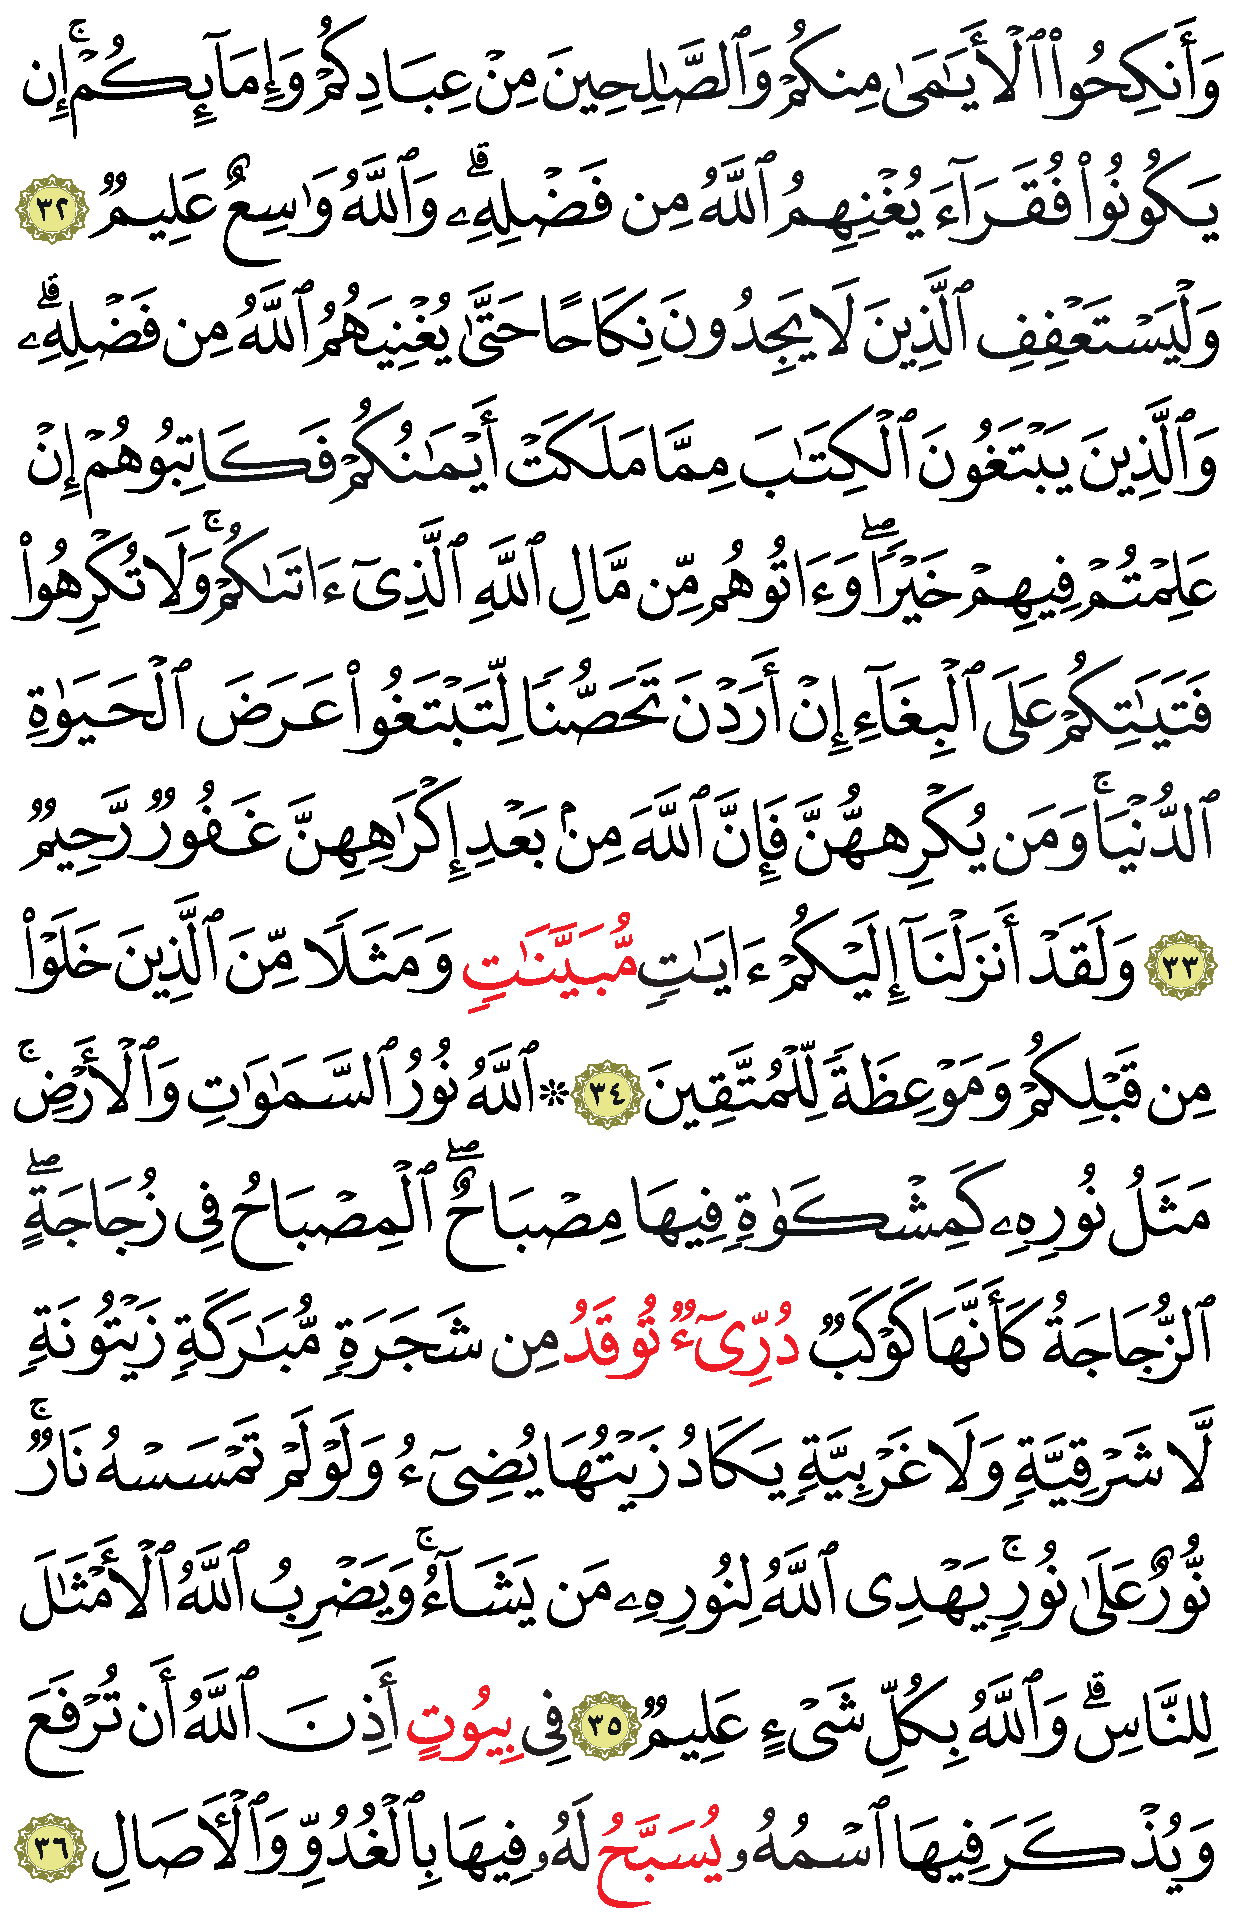 وَأَنكِحُوا۟ ٱلْأَيَـٰمَىٰ مِنكُمْ وَٱلصَّـٰلِحِينَ مِنْ عِبَادِكُمْ وَإِمَآئِكُمْ ۚ إِن
يَكُونُوا۟ فُقَرَآءَ يُغْنِهِمُ ٱللَّهُ مِن فَضْلِهِۦ ۗ وَٱللَّهُ وَٰسِعٌ عَلِيمٌ ٣٢
وَلْيَسْتَعْفِفِ ٱلَّذِينَ لَا يَجِدُونَ نِكَاحًا حَتَّىٰ يُغْنِيَهُمُ ٱللَّهُ مِن فَضْلِهِۦ ۗ
وَٱلَّذِينَ يَبْتَغُونَ ٱلْكِتَـٰبَ مِمَّا مَلَكَتْ أَيْمَـٰنُكُمْ فَكَاتِبُوهُمْ إِنْ
عَلِمْتُمْ فِيهِمْ خَيْرًا ۖ وَءَاتُوهُم مِّن مَّالِ ٱللَّهِ ٱلَّذِىٓ ءَاتَىٰكُمْ ۚ وَلَا تُكْرِهُوا۟
فَتَيَـٰتِكُمْ عَلَى ٱلْبِغَآءِ إِنْ أَرَدْنَ تَحَصُّنًا لِّتَبْتَغُوا۟ عَرَضَ ٱلْحَيَوٰةِ
ٱلدُّنْيَا ۚ وَمَن يُكْرِههُّنَّ فَإِنَّ ٱللَّهَ مِنۢ بَعْدِ إِكْرَٰهِهِنَّ غَفُورٌ رَّحِيمٌ
٣٣ وَلَقَدْ أَنزَلْنَآ إِلَيْكُمْ ءَايَـٰتٍ مُّبَيَّنَـٰتٍ وَمَثَلًا مِّنَ ٱلَّذِينَ خَلَوْا۟
مِن قَبْلِكُمْ وَمَوْعِظَةً لِّلْمُتَّقِينَ ٣٤ ۞ ٱللَّهُ نُورُ ٱلسَّمَـٰوَٰتِ وَٱلْأَرْضِ ۚ
مَثَلُ نُورِهِۦ كَمِشْكَوٰةٍ فِيهَا مِصْبَاحٌ ۖ ٱلْمِصْبَاحُ فِى زُجَاجَةٍ ۖ
ٱلزُّجَاجَةُ كَأَنَّهَا كَوْكَبٌ دُرِّىٓءٌ تُوقَدُ مِن شَجَرَةٍ مُّبَـٰرَكَةٍ زَيْتُونَةٍ
لَّا شَرْقِيَّةٍ وَلَا غَرْبِيَّةٍ يَكَادُ زَيْتُهَا يُضِىٓءُ وَلَوْ لَمْ تَمْسَسْهُ نَارٌ ۚ
نُّورٌ عَلَىٰ نُورٍ ۚ يَهْدِى ٱللَّهُ لِنُورِهِۦ مَن يَشَآءُ ۚ وَيَضْرِبُ ٱللَّهُ ٱلْأَمْثَـٰلَ
لِلنَّاسِ ۗ وَٱللَّهُ بِكُلِّ شَىْءٍ عَلِيمٌ ٣٥ فِى بِيُوتٍ أَذِنَ ٱللَّهُ أَن تُرْفَعَ
وَيُذْكَرَ فِيهَا ٱسْمُهُۥ يُسَبَّحُ لَهُۥ فِيهَا بِٱلْغُدُوِّ وَٱلْـَٔاصَالِ ٣٦